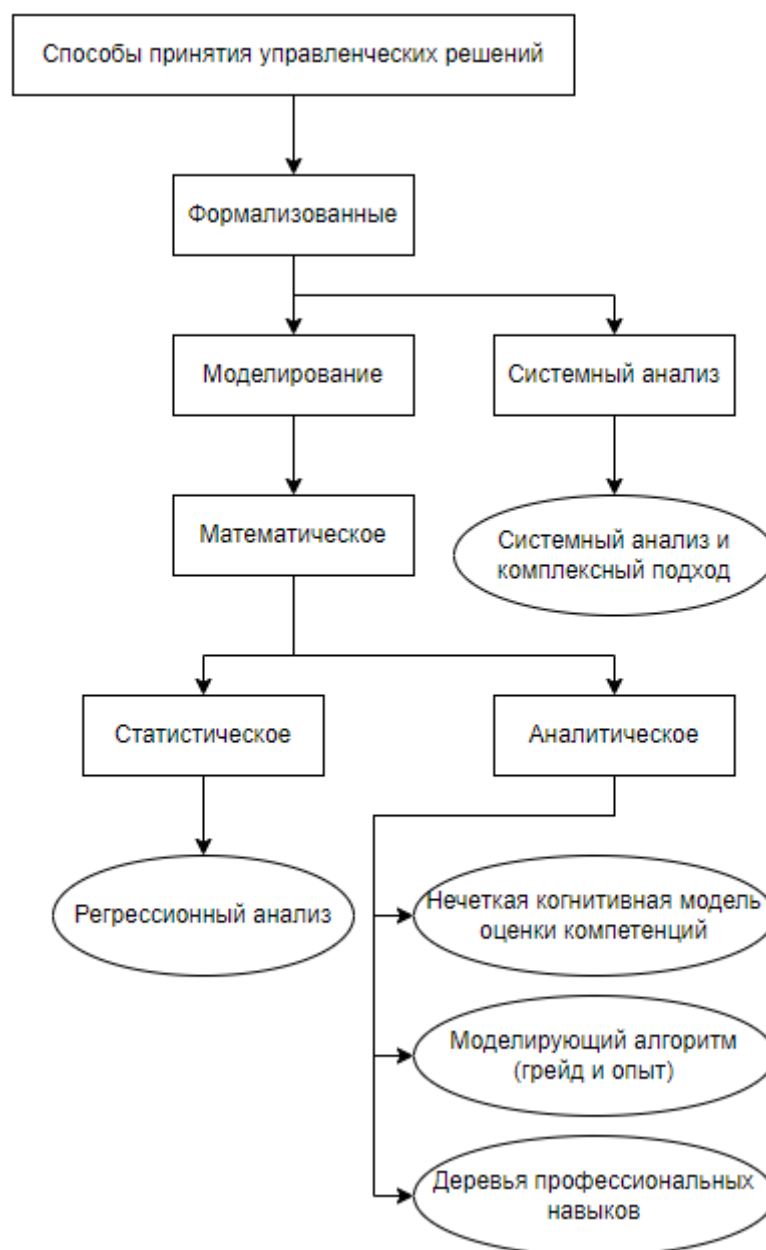 Способы принятия управленческих решений
Формализованные
Моделирование
Системный анализ
Математическое
Системный анализ и
комплексный подход
Статистическое
Аналитическое
Регрессионный анализ
Нечеткая когнитивная модель
оценки компетенций
Моделирующий алгоритм
(грейд и опыт)
Деревья профессиональных
навыков